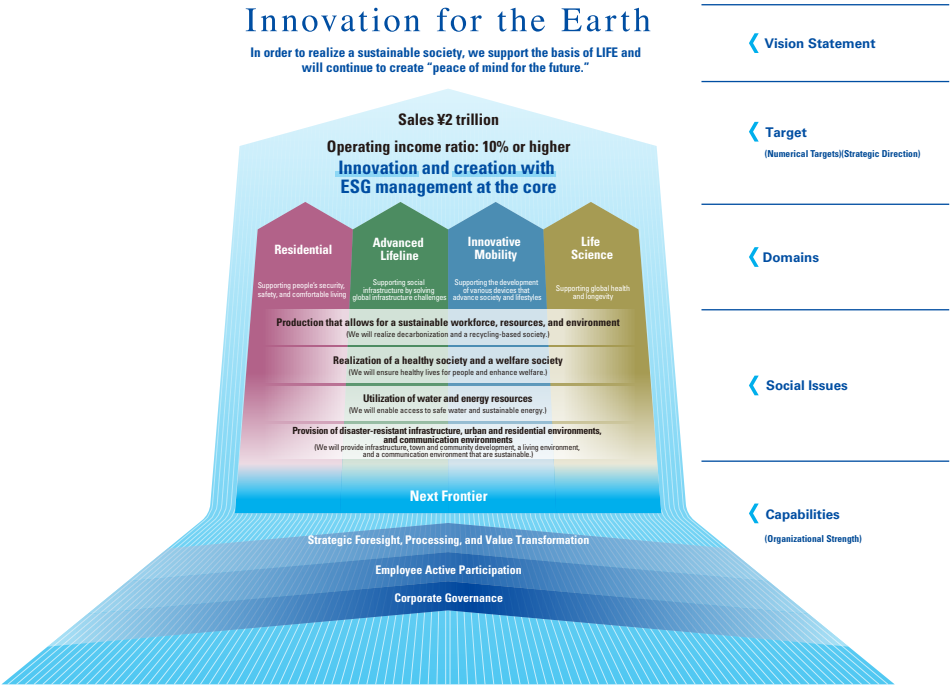 Innovation for the Earth
In order to realize a sustainable society, we support the basis of LIFE and
will continue to create “peace of mind for the future.”
Vision Statement
Sales ¥2 trillion
Operating income ratio: 10% or higher
Innovation and creation with
ESG management at the core
Target
(Numerical Targets)(Strategic Direction)
Residential
Supporting people's security,
safety, and comfortable living
Advanced
Lifeline
Supporting social
infrastructure by solving
global infrastructure challenges
Innovative
Mobility
Supporting the development
of various devices that
advance society and lifestyles
Life
Science
Supporting global health
and longevity
Domains
Production that allows for a sustainable workforce, resources, and environment
(We will realize decarbonization and a recycling-based society.)
Realization of a healthy society and a welfare society
(We will ensure healthy lives for people and enhance welfare.)
Utilization of water and energy resources
(We will enable access to safe water and sustainable energy.)
Provision of disaster-resistant infrastructure, urban and residential environments,
and communication environments
(We will provide infrastructure, town and community development, a living environment,
and a communication environment that are sustainable.)
Social Issues
Next Frontier
Strategic Foresight, Processing, and Value Transformation
Employee Active Participation
Corporate Governance
Capabilities
(Organizational Strength)